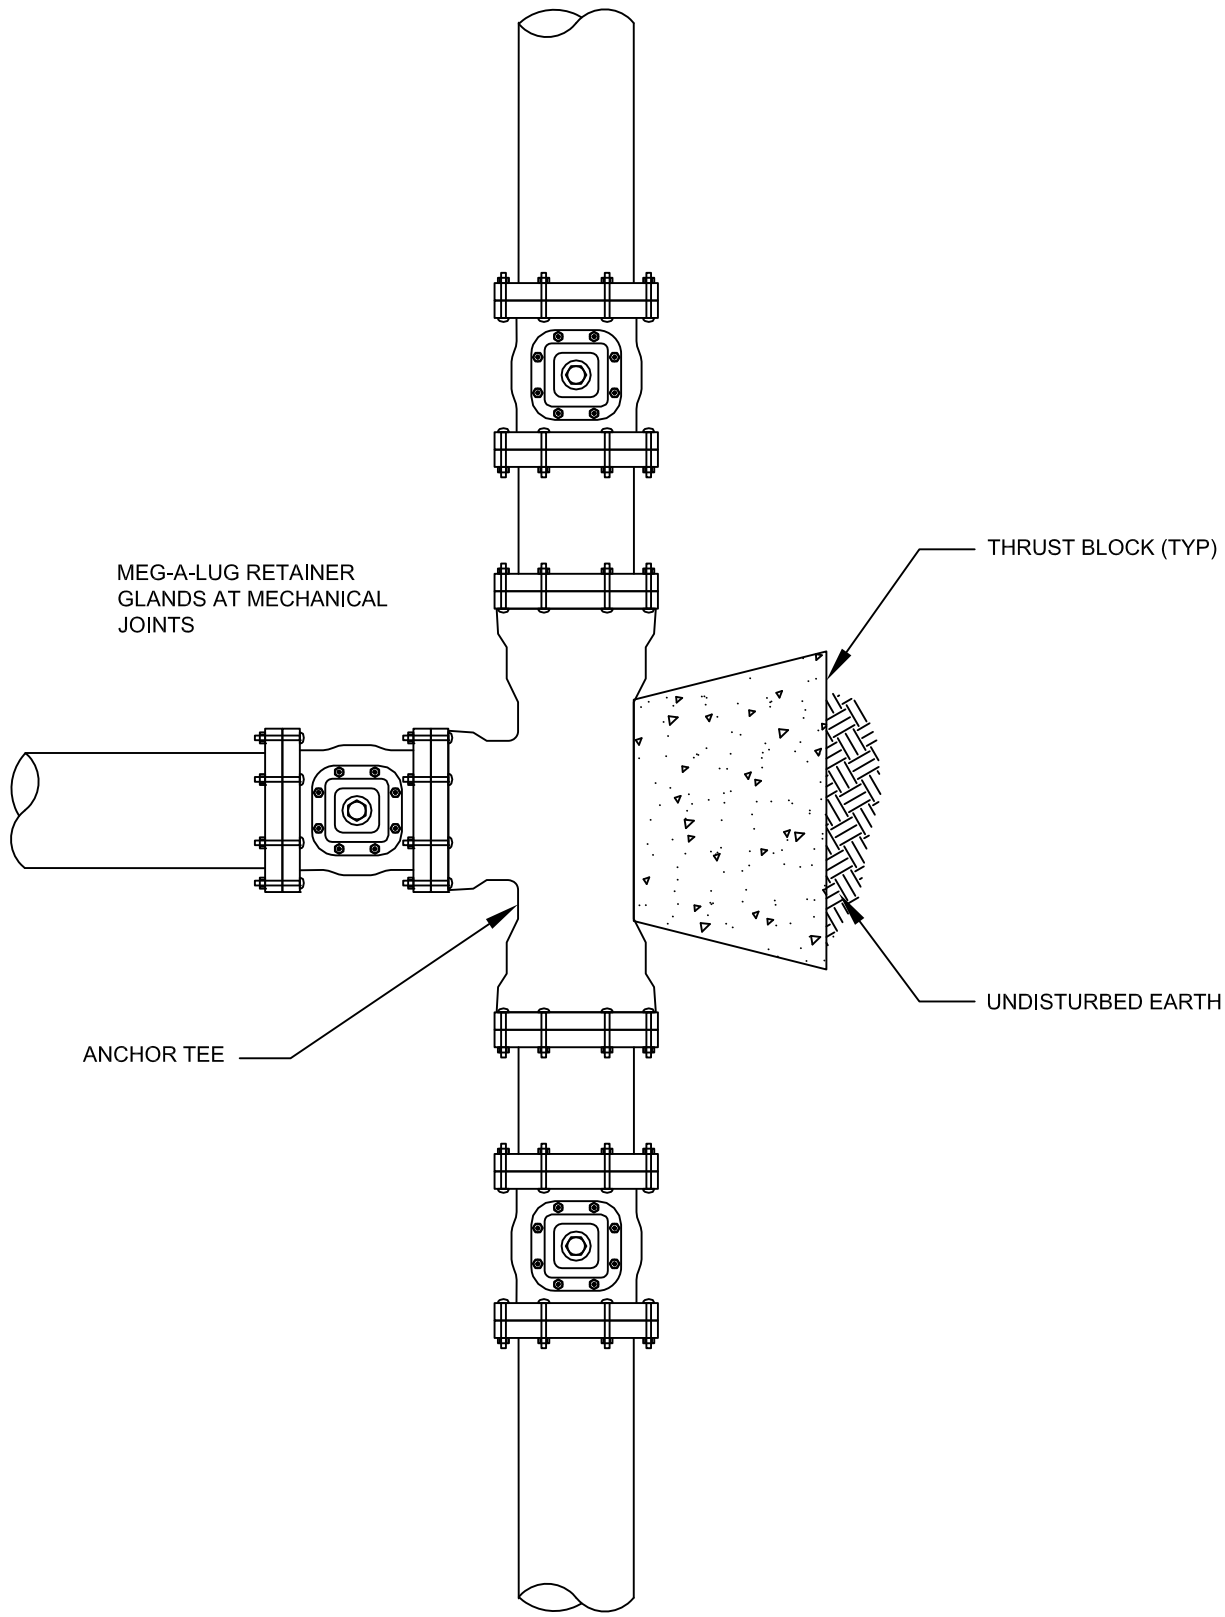 THRUST BLOCK (TYP)
MEG-A-LUG RETAINER
GLANDS AT MECHANICAL
JOINTS
UNDISTURBED EARTH
ANCHOR TEE